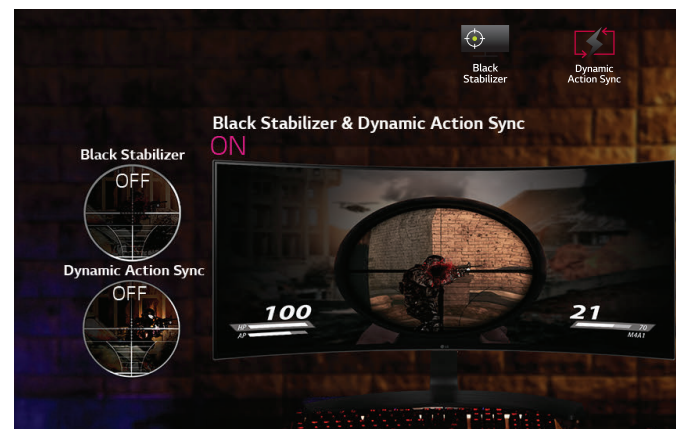 Black
Stabilizer
Dynamic
Action Sync
Black Stabilizer & Dynamic Action Sync
ON
Black Stabilizer
OFF
Dynamic Action Sync
OFF
100
HP
AP
21
70
M4A1
LG